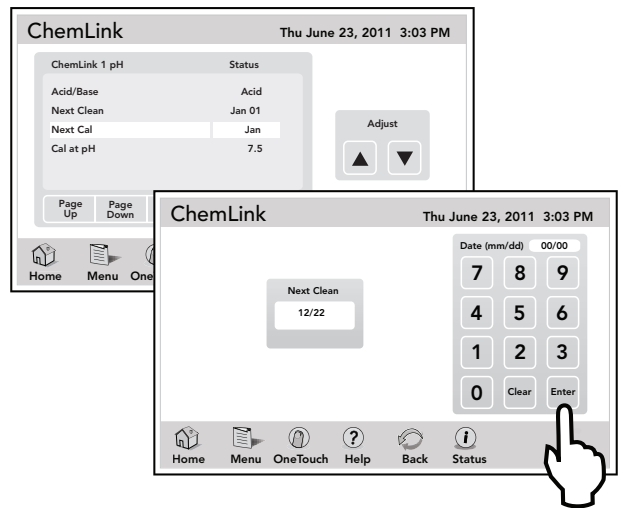 ChemLink Thu June 23, 2011 3:03 PM
ChemLink 1 pH Status
Acid/Base Acid
Next Clean Jan 01
Next Cal Jan
Cal at pH 7.5
Adjust
Page Up Page Down
Home Menu One
ChemLink Thu June 23, 2011 3:03 PM
Next Clean
12/22
Date (mm/dd) 00/00
7 8 9
4 5 6
1 2 3
0 Clear Enter
Home Menu OneTouch Help Back Status